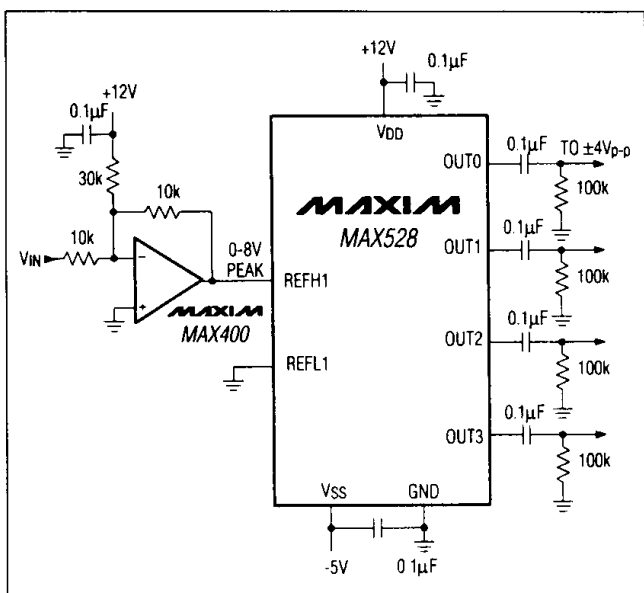 +12V
0.1µF
+12V
0.1µF
VDD
30k
10k
10k
VIN
0-8V
PEAK
REFH1
MAXIM
MAX400
REFL1
MAXIM
MAX528
OUT0
0.1µF
TO ±4Vp-p
100k
OUT1
0.1µF
100k
OUT2
0.1µF
100k
OUT3
0.1µF
100k
VSS
GND
-5V
0 1µF